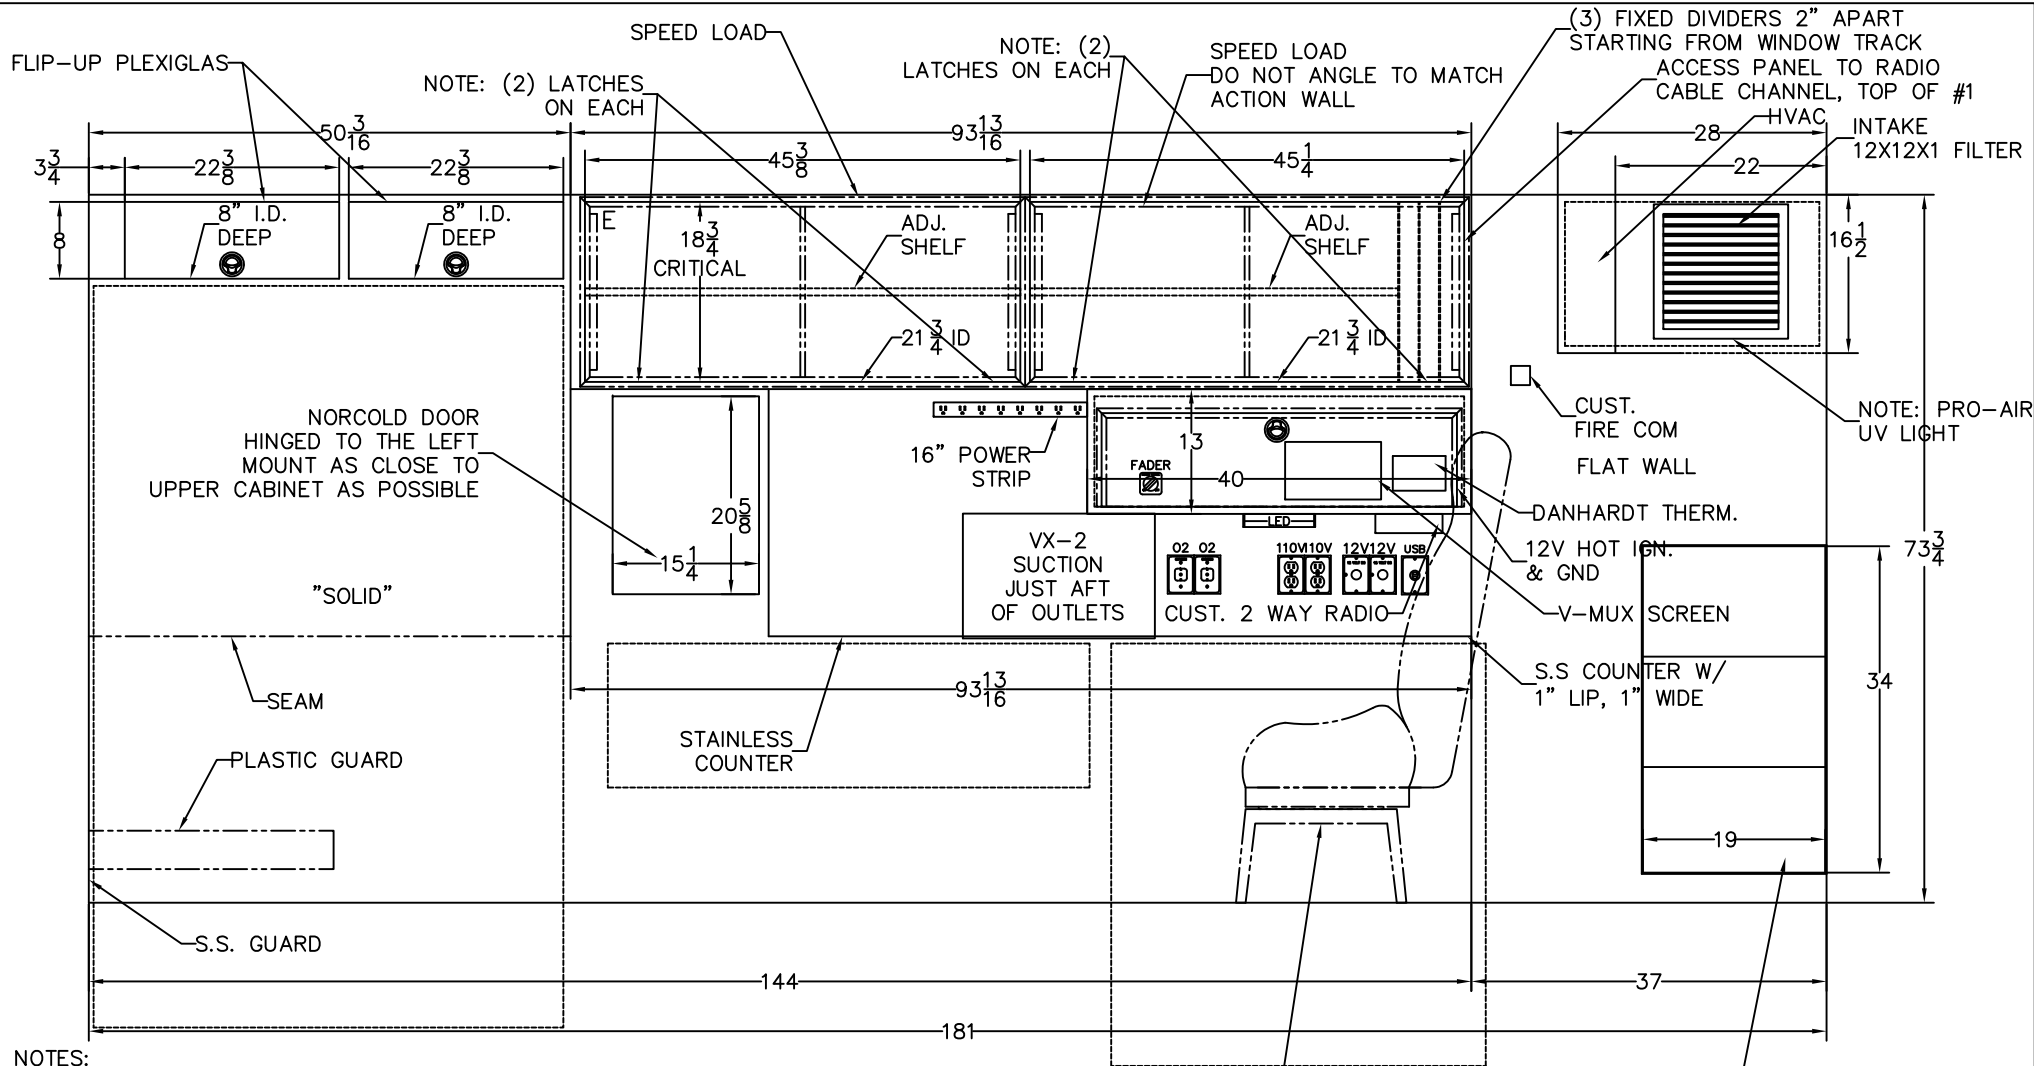 FLIP-UP PLEXIGLAS
SPEED LOAD
NOTE: (2) LATCHES
ON EACH
NOTE: (2)
LATCHES ON EACH
SPEED LOAD
DO NOT ANGLE TO MATCH
ACTION WALL
(3) FIXED DIVIDERS 2" APART
STARTING FROM WINDOW TRACK
ACCESS PANEL TO RADIO
CABLE CHANNEL, TOP OF #1
HVAC
INTAKE
12X12X1 FILTER
50 3/16
93 13/16
28
3 3/4
22 3/8
22 3/8
45 3/8
45 1/4
22
8
8" I.D.
DEEP
8" I.D.
DEEP
E
18 3/4
CRITICAL
ADJ.
SHELF
ADJ.
SHELF
16 1/2
21 3/4 ID
21 3/4 ID
NORCOLD DOOR
HINGED TO THE LEFT
MOUNT AS CLOSE TO
UPPER CABINET AS POSSIBLE
16" POWER
STRIP
13
FADER
40
CUST.
FIRE COM
FLAT WALL
NOTE: PRO-AIR
UV LIGHT
20 5/8
15 1/4
LED
DANHARDT THERM.
VX-2
SUCTION
JUST AFT
OF OUTLETS
O2 O2
110V 110V
12V 12V
USB
12V HOT IGN.
& GND
73 3/4
CUST. 2 WAY RADIO
V-MUX SCREEN
"SOLID"
SEAM
93 13/16
S.S COUNTER W/
1" LIP, 1" WIDE
34
STAINLESS
COUNTER
PLASTIC GUARD
19
S.S. GUARD
144
37
181
NOTES: